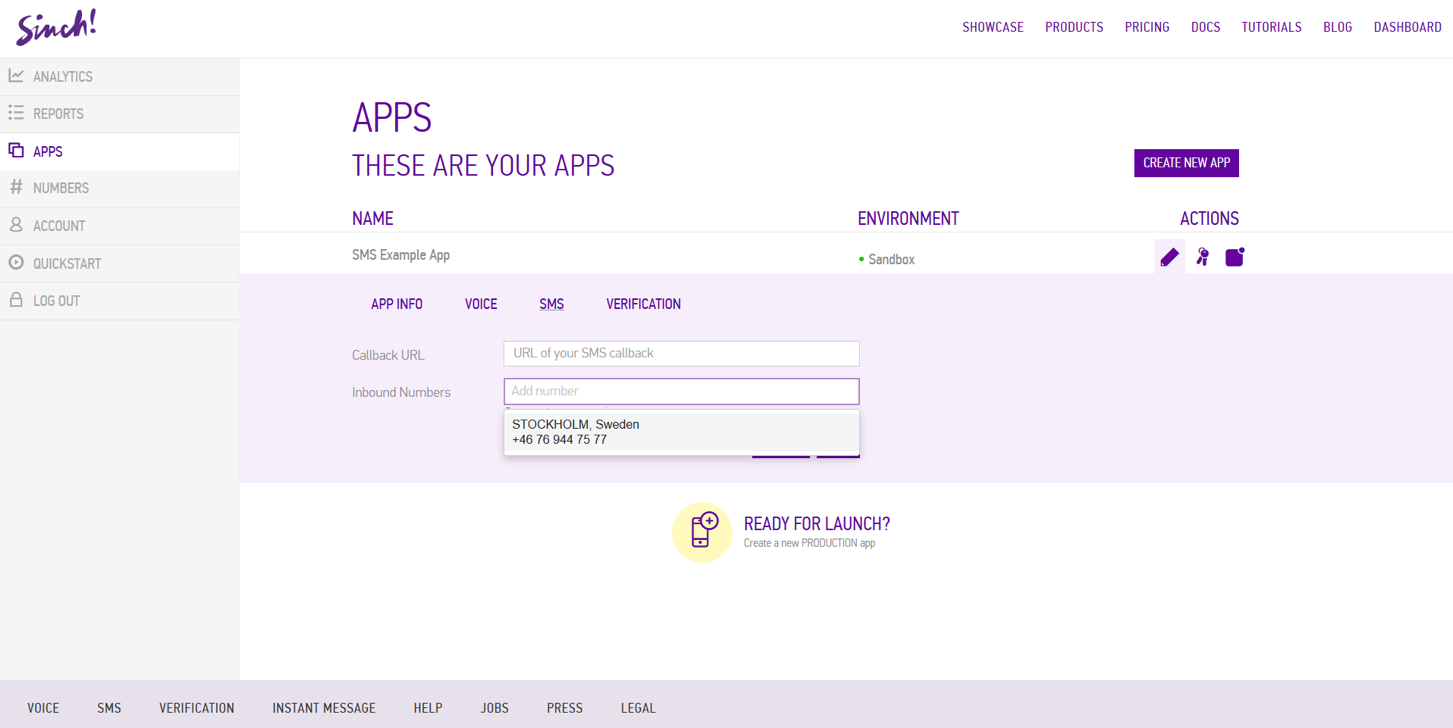 Sinch!
SHOWCASE PRODUCTS PRICING DOCS TUTORIALS BLOG DASHBOARD
ANALYTICS
REPORTS
APPS
NUMBERS
ACCOUNT
QUICKSTART
LOG OUT
APPS
THESE ARE YOUR APPS
CREATE NEW APP
NAME ENVIRONMENT ACTIONS
SMS Example App Sandbox
APP INFO VOICE SMS VERIFICATION
Callback URL URL of your SMS callback
Inbound Numbers Add number
STOCKHOLM, Sweden
+46 76 944 75 77
READY FOR LAUNCH?
Create a new PRODUCTION app
VOICE SMS VERIFICATION INSTANT MESSAGE HELP JOBS PRESS LEGAL